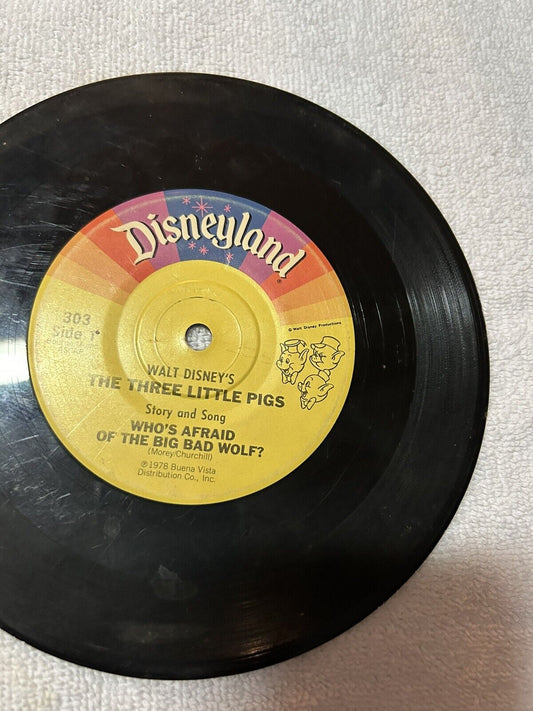 Disneyland
®
© Walt Disney Productions
303
Side 1
WALT DISNEY'S
THE THREE LITTLE PIGS
Story and Song
WHO'S AFRAID
OF THE BIG BAD WOLF?
(Morey/Churchill)
℗1978 Buena Vista
Distribution Co., Inc.